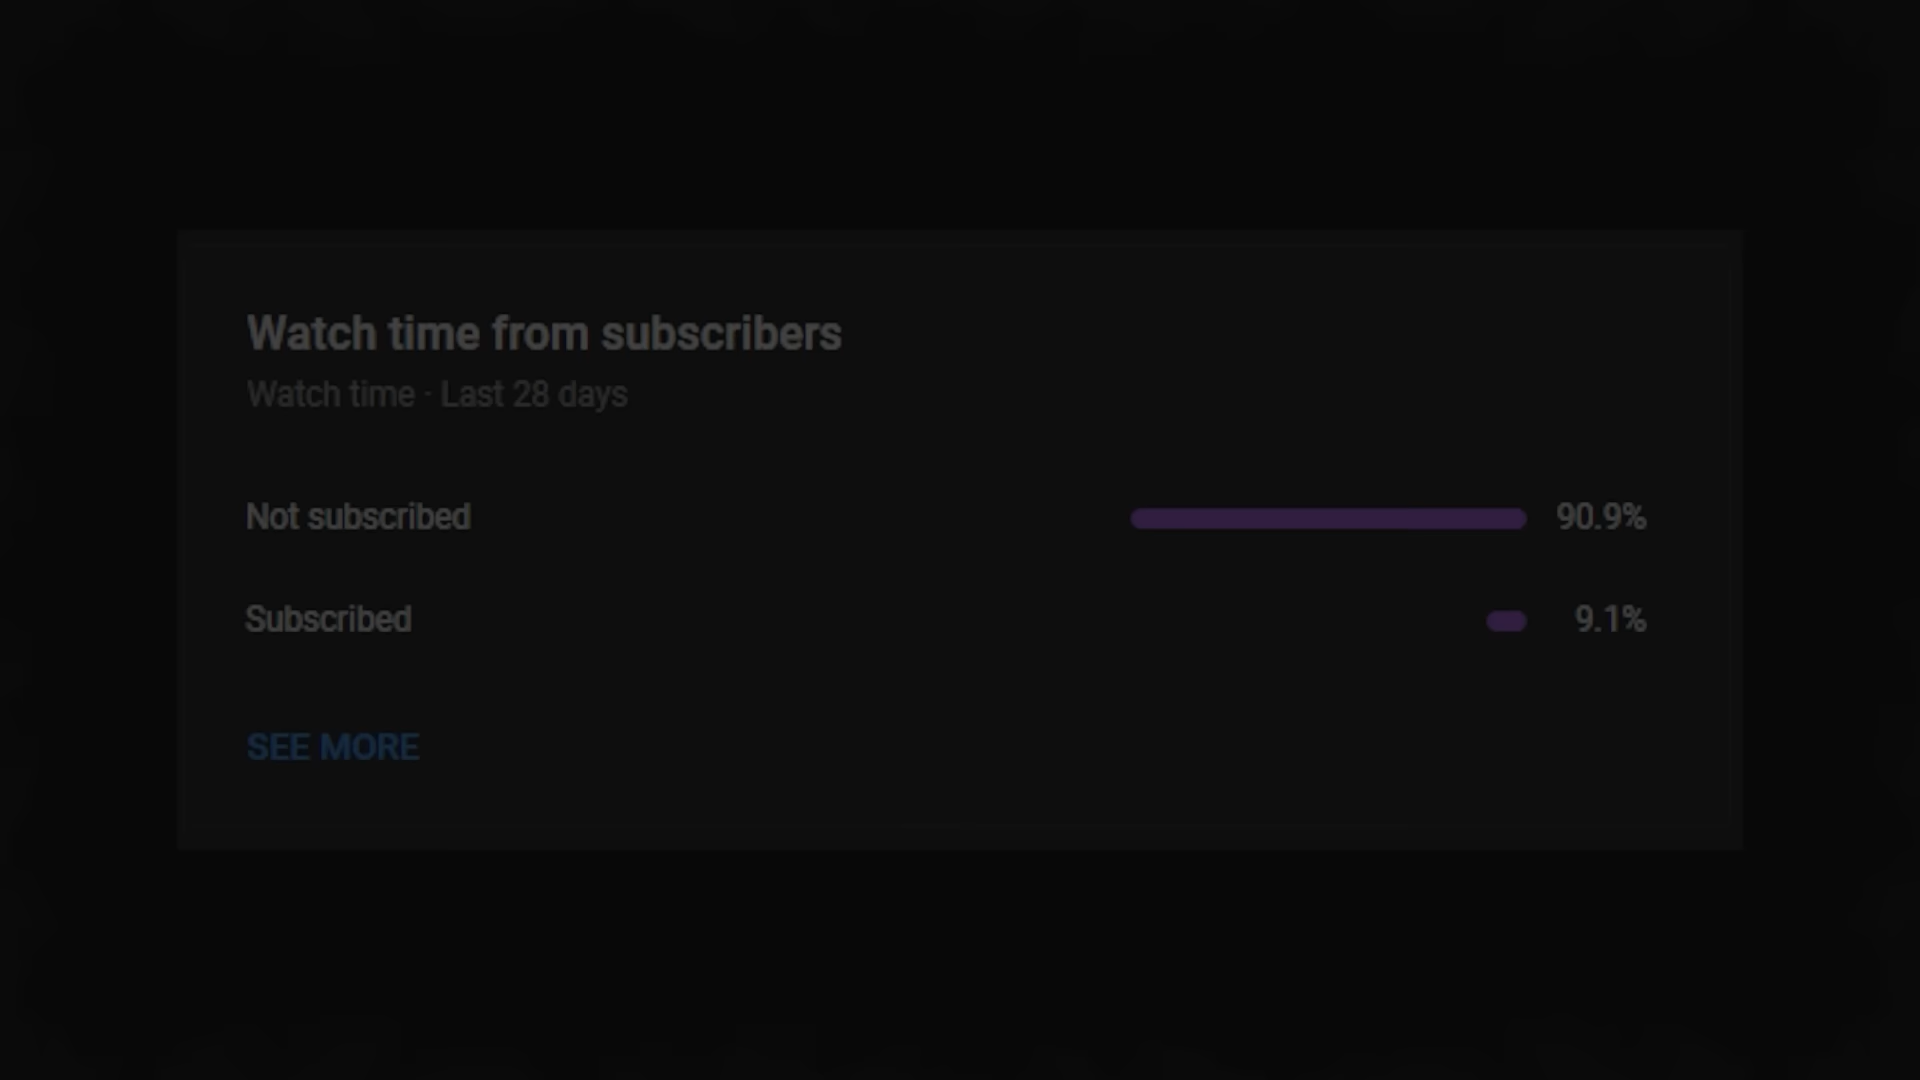 Watch time from subscribers
Watch time · Last 28 days
Not subscribed 90.9%
Subscribed 9.1%
SEE MORE